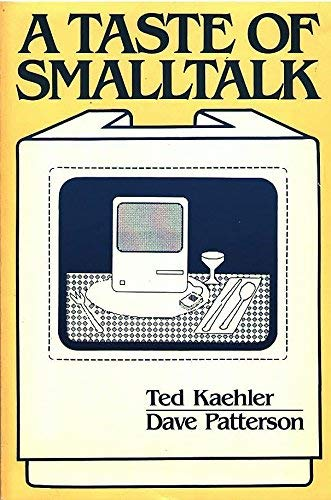 A TASTE OF
SMALLTALK
Ted Kaehler
Dave Patterson